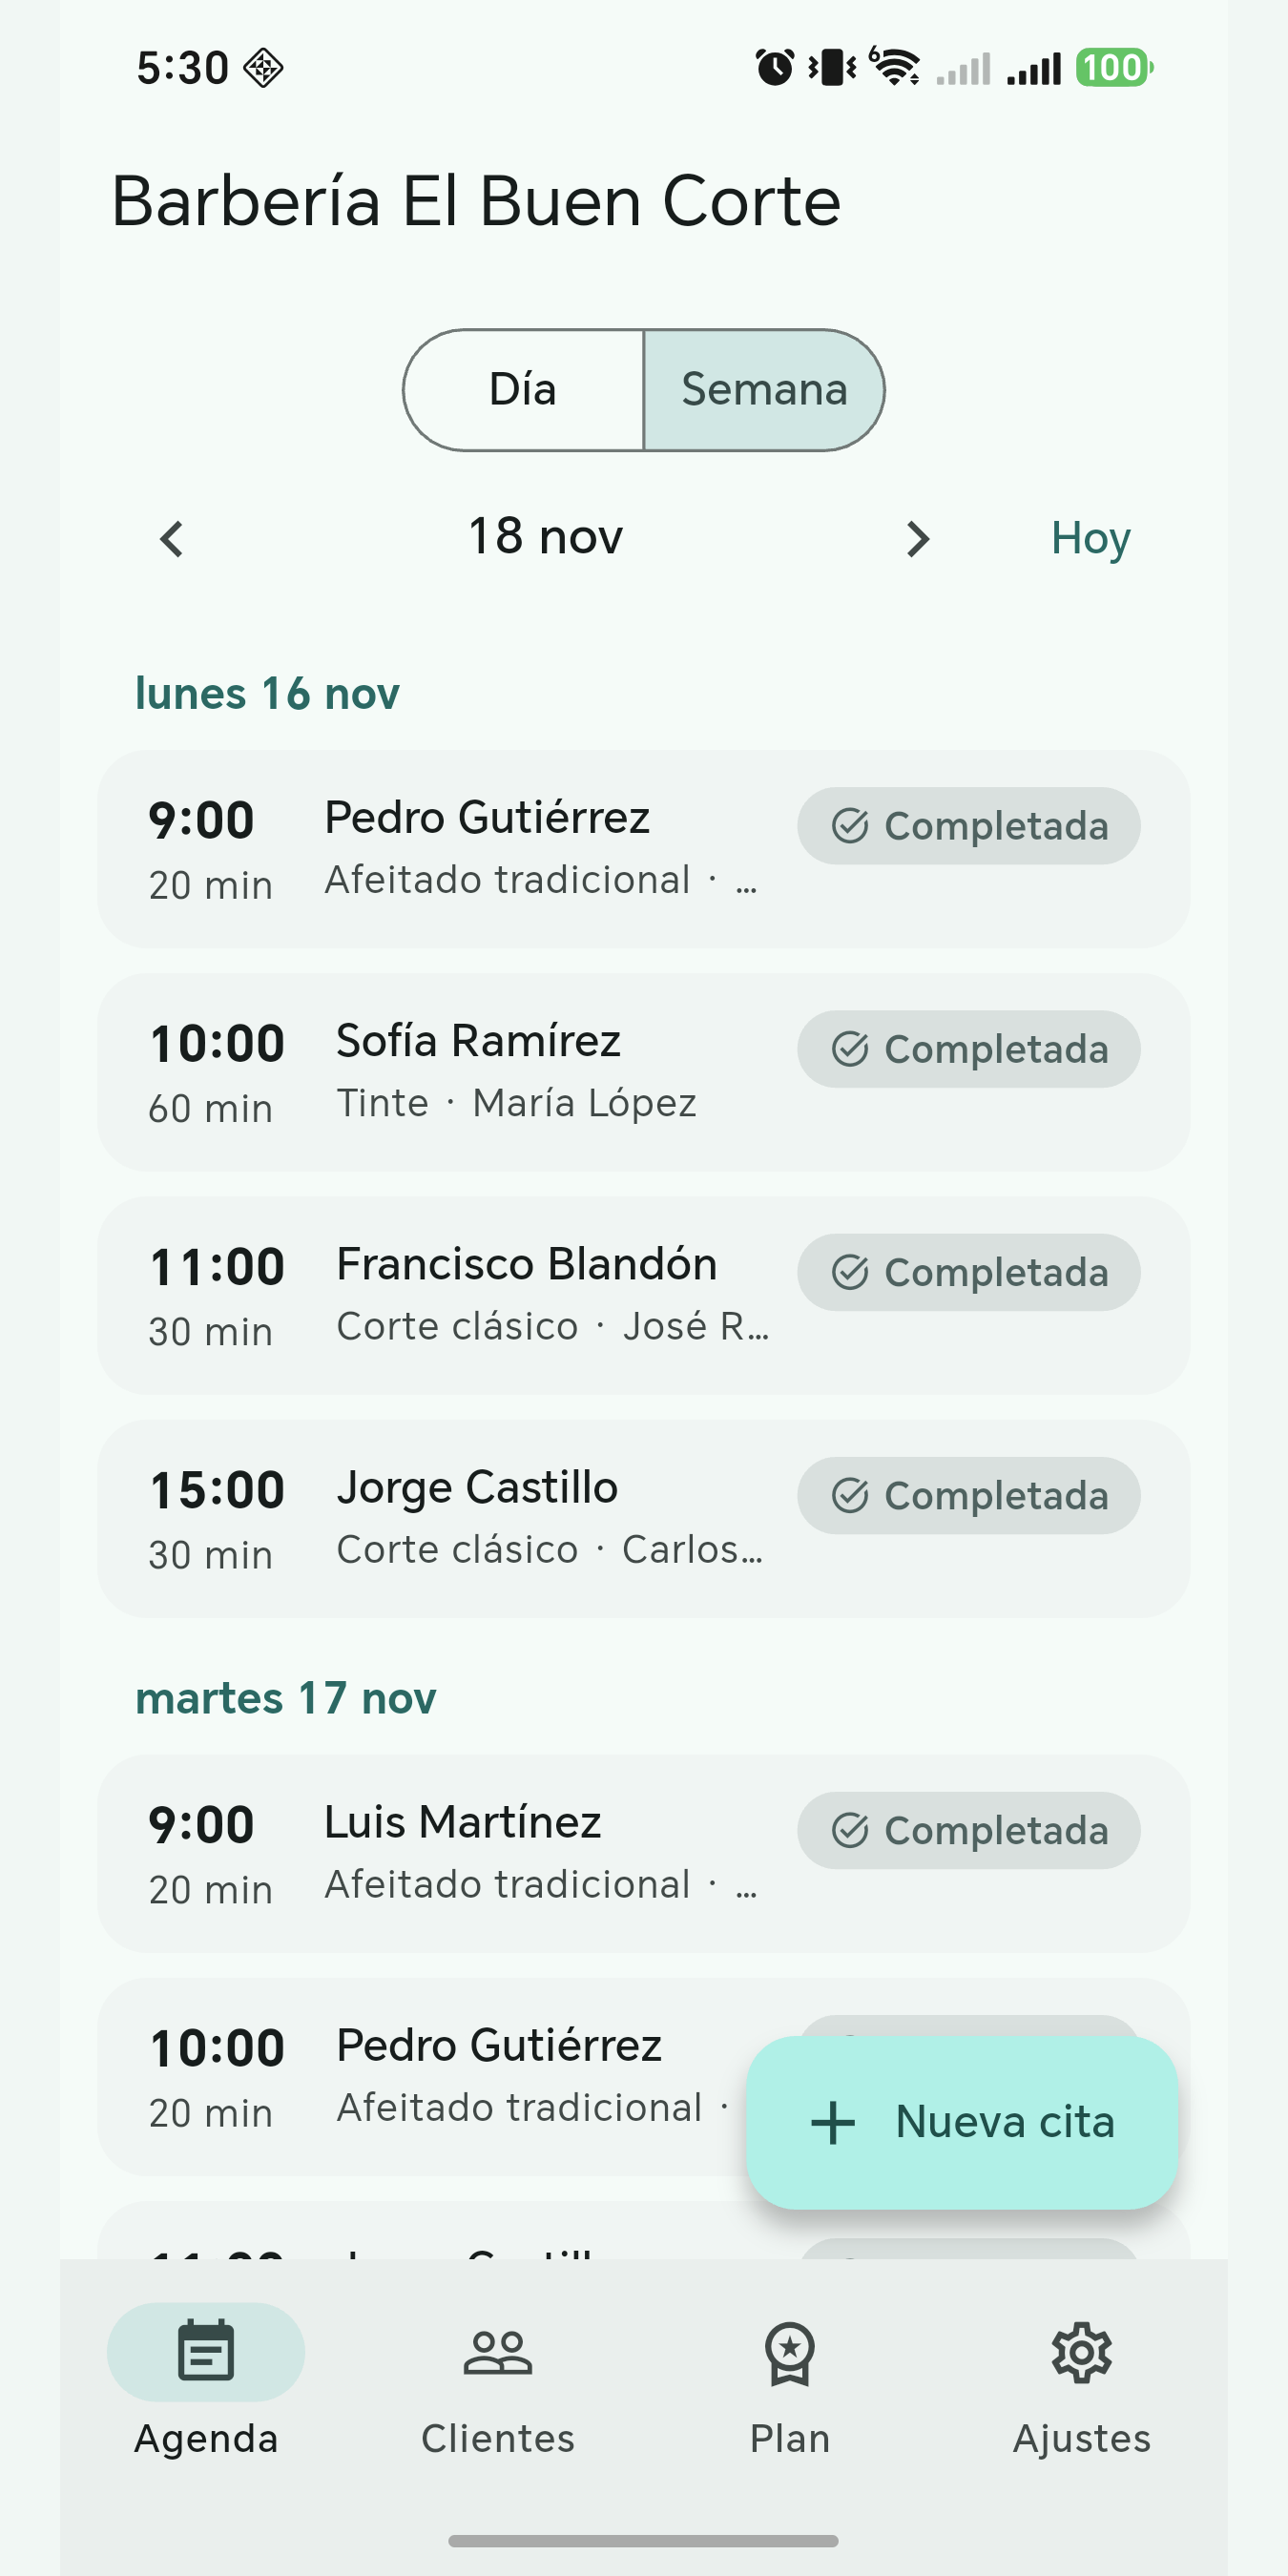 5:30
6
100
Barbería El Buen Corte
Día
Semana
18 nov
Hoy
lunes 16 nov
9:00
Pedro Gutiérrez
Completada
20 min
Afeitado tradicional · ...
10:00
Sofía Ramírez
Completada
60 min
Tinte · María López
11:00
Francisco Blandón
Completada
30 min
Corte clásico · José R...
15:00
Jorge Castillo
Completada
30 min
Corte clásico · Carlos...
martes 17 nov
9:00
Luis Martínez
Completada
20 min
Afeitado tradicional · ...
10:00
Pedro Gutiérrez
20 min
Afeitado tradicional ·
Nueva cita
Agenda
Clientes
Plan
Ajustes